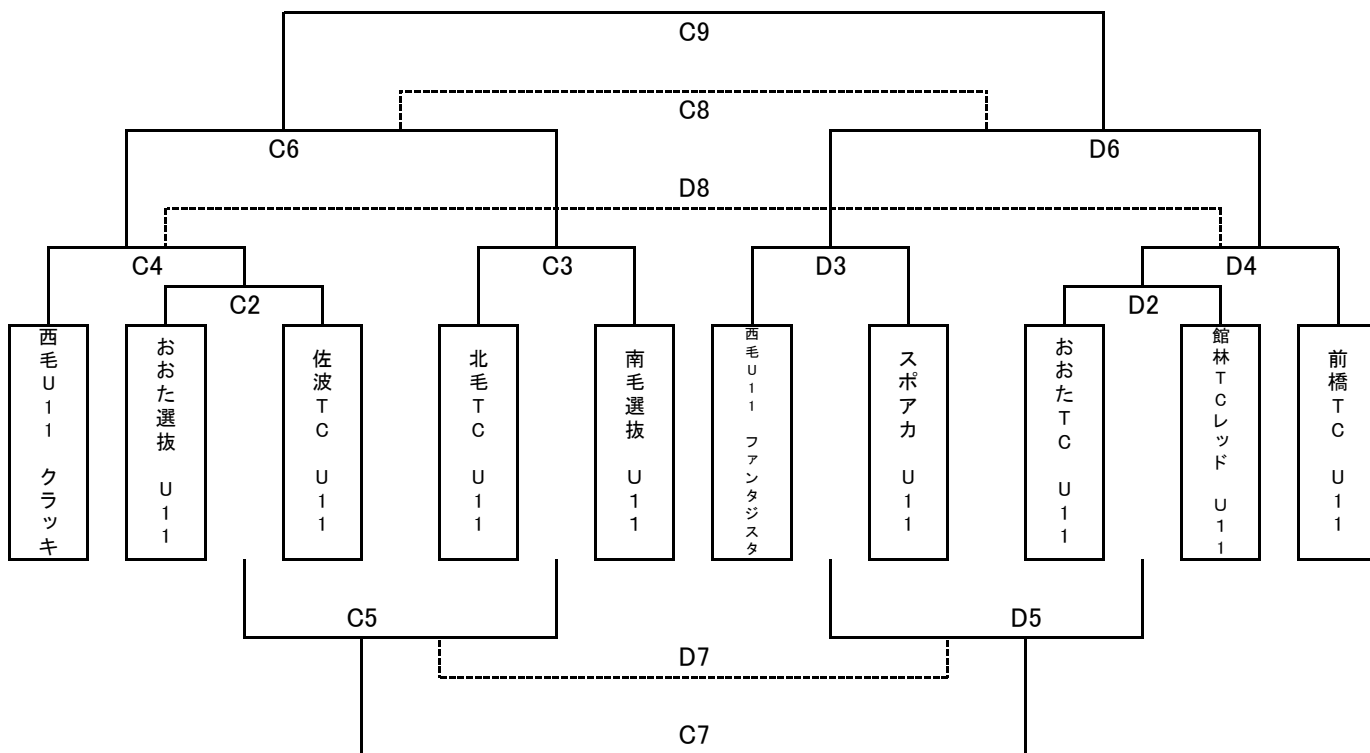 C9
C8
C6
D6
D8
C4
C3
D3
D4
C2
D2
西毛U11 クラッキ
おおた選抜 U11
佐波TC U11
北毛TC U11
南毛選抜 U11
西毛U11 ファンタジスタ
スポアカ U11
おおたTC U11
館林TCレッド U11
前橋TC U11
C5
D5
D7
C7